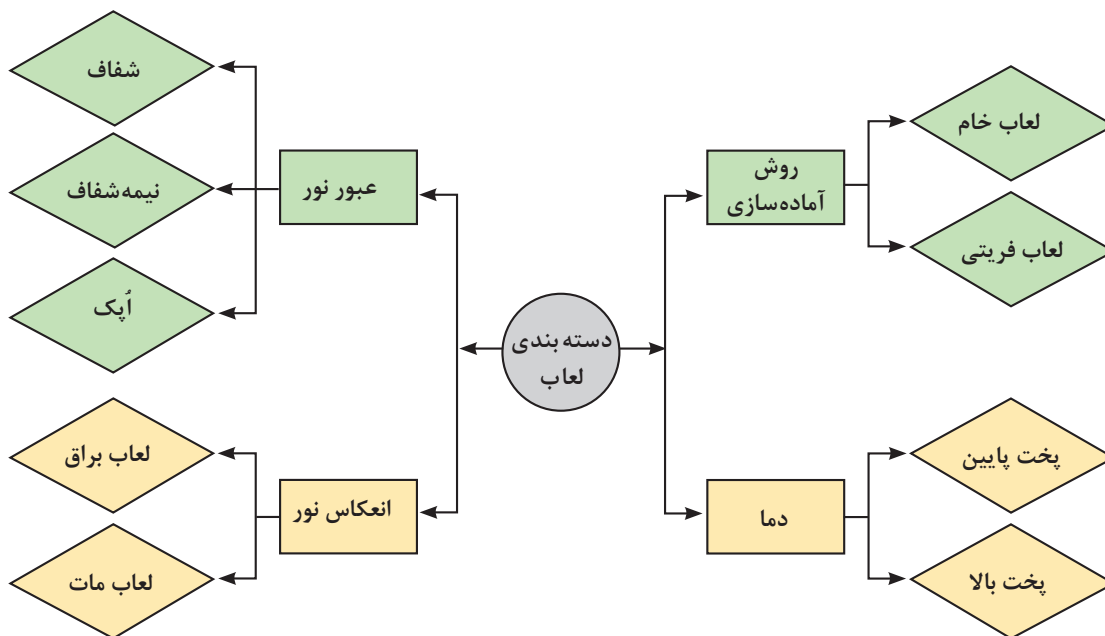 دسته بندی
لعاب
روش
آماده‌سازی
لعاب خام
لعاب فریتی
دما
پخت پایین
پخت بالا
عبور نور
شفاف
نیمه‌شفاف
اُپک
انعکاس نور
لعاب براق
لعاب مات